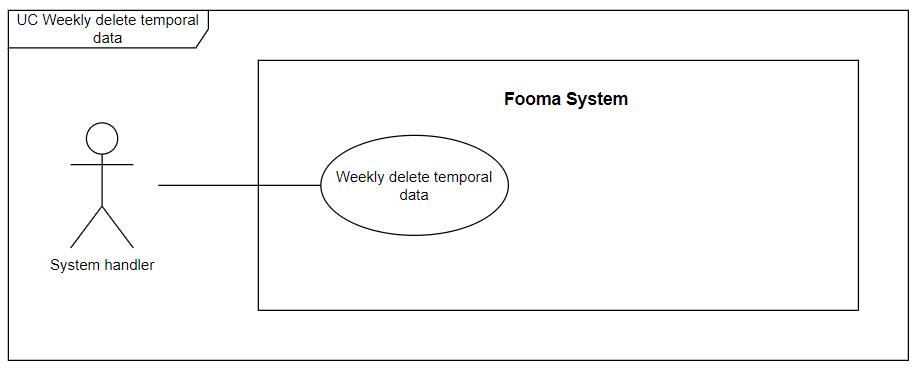 UC Weekly delete temporal
data
Fooma System
Weekly delete temporal
data
System handler